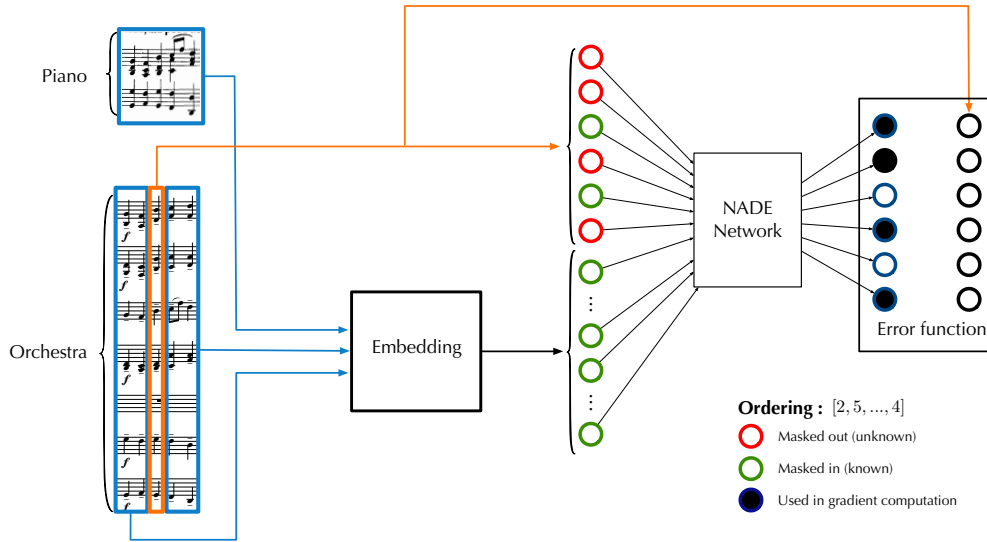 Piano
Orchestra
f
f
f
f
Embedding
⋮
⋮
NADE
Network
Error function
Ordering : [2, 5, ..., 4]
Masked out (unknown)
Masked in (known)
Used in gradient computation